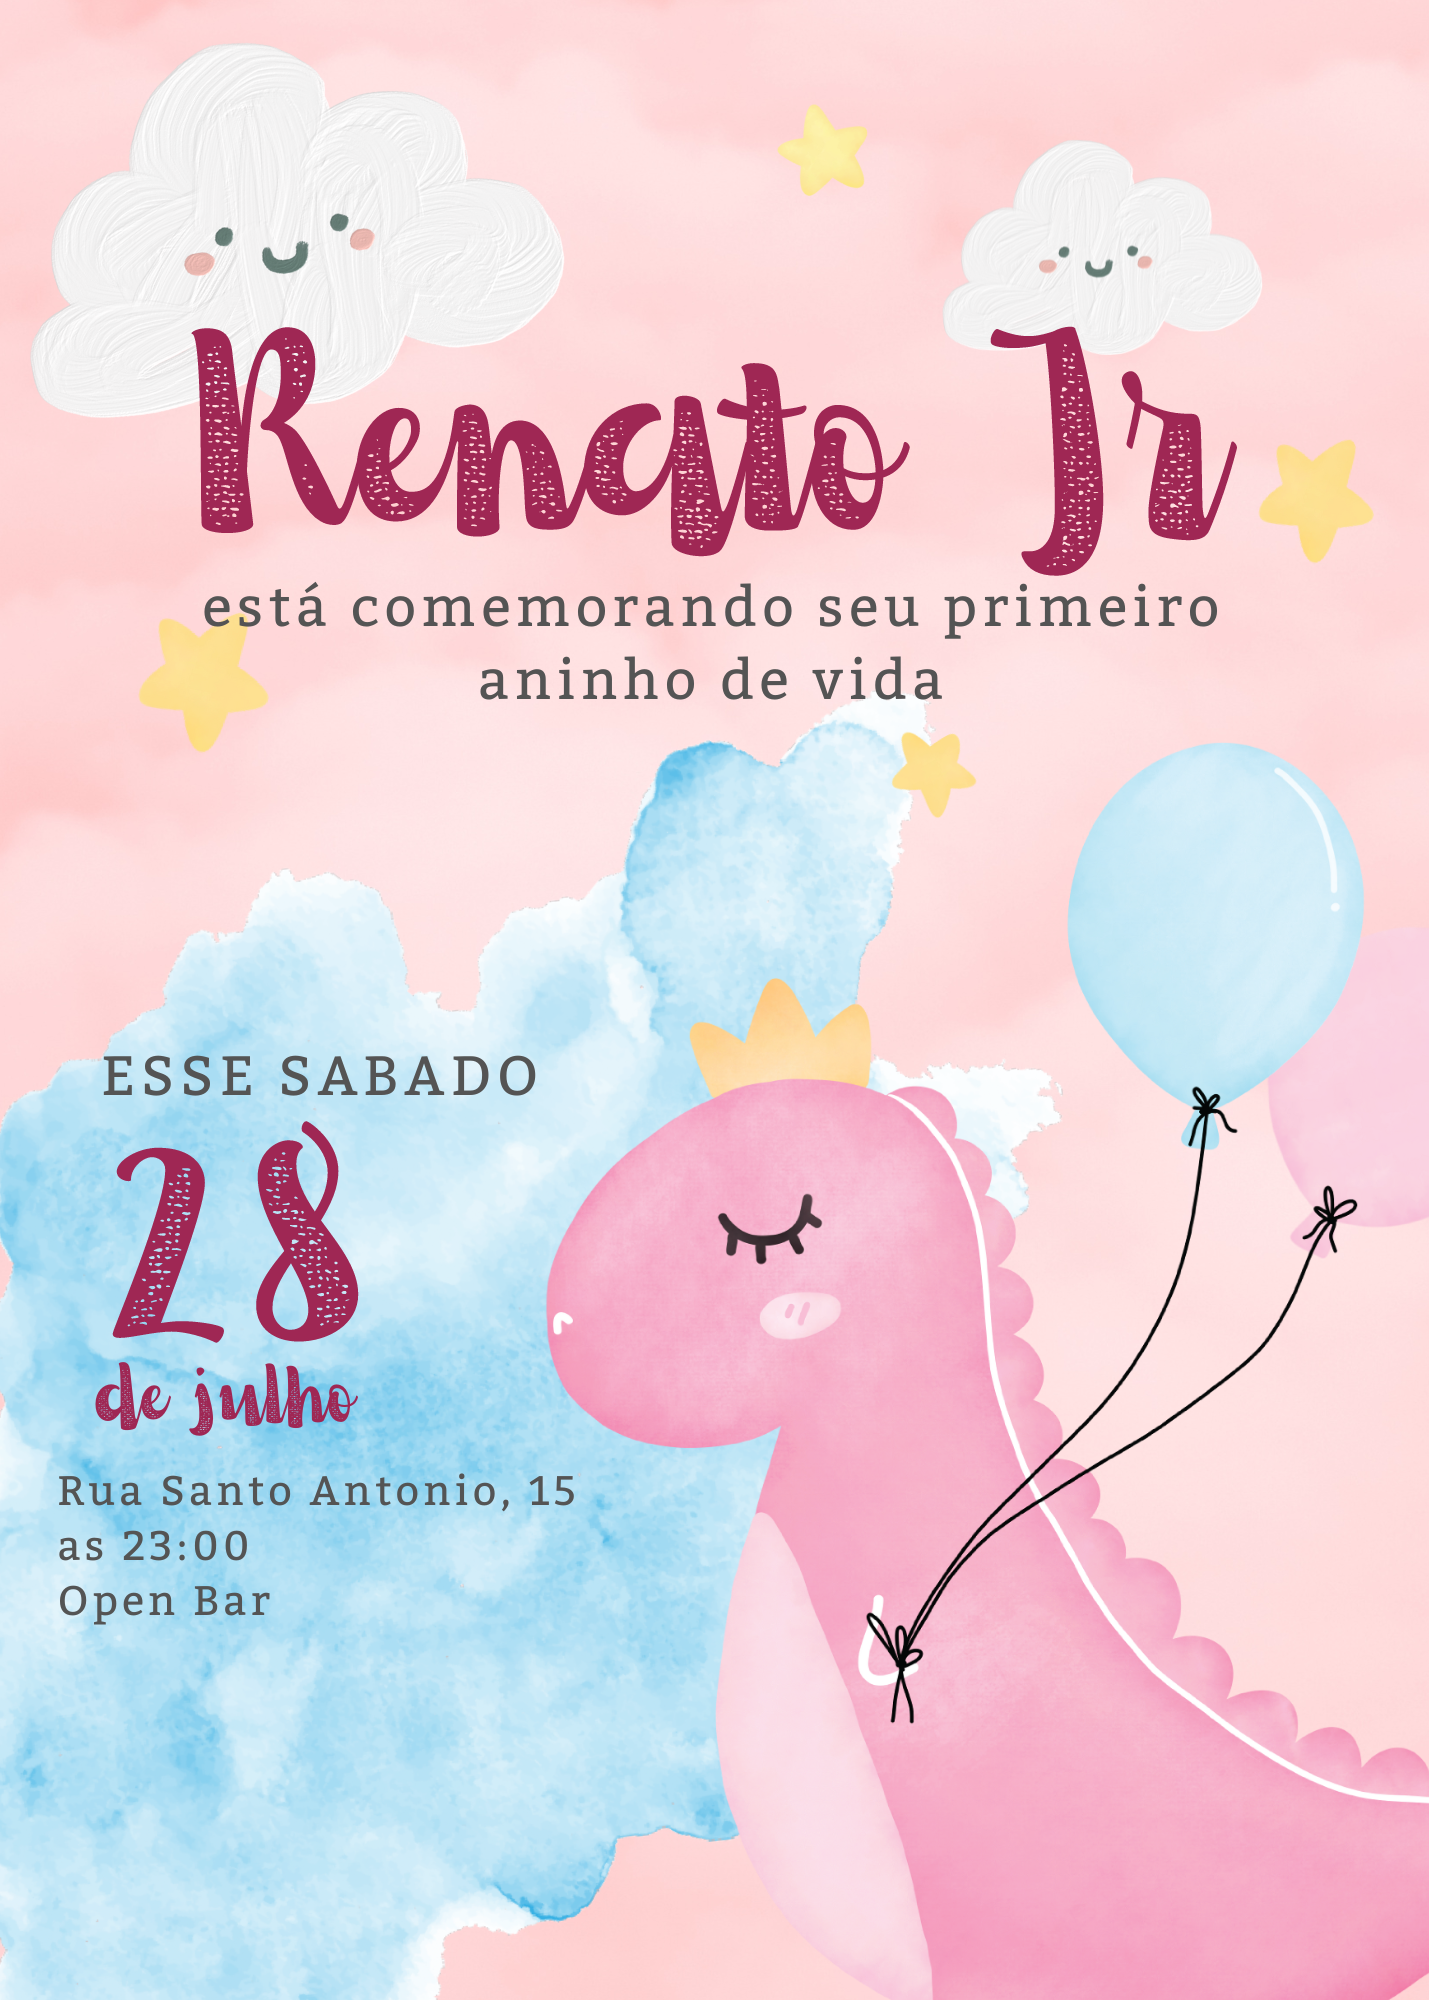 Renato Jr
está comemorando seu primeiro
aninho de vida
ESSE SABADO
28
de julho
Rua Santo Antonio, 15
as 23:00
Open Bar